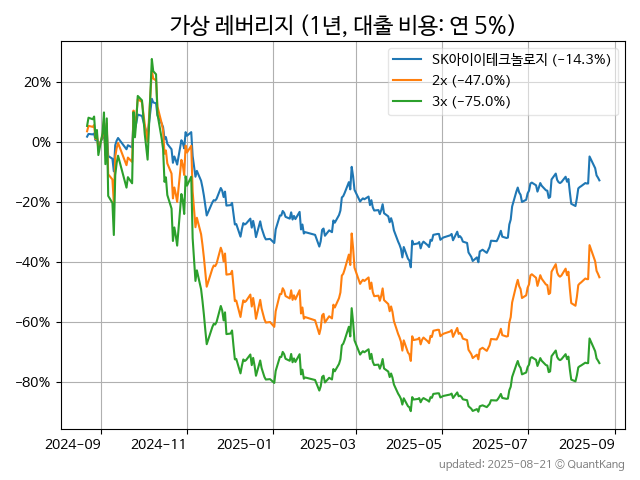 가상 레버리지 (1년, 대출 비용: 연 5%)
SK아이이테크놀로지 (−14.3%)
2x (−47.0%)
3x (−75.0%)
20%
0%
−20%
−40%
−60%
−80%
2024-09 2024-11 2025-01 2025-03 2025-05 2025-07 2025-09
updated: 2025-08-21 © QuantKang